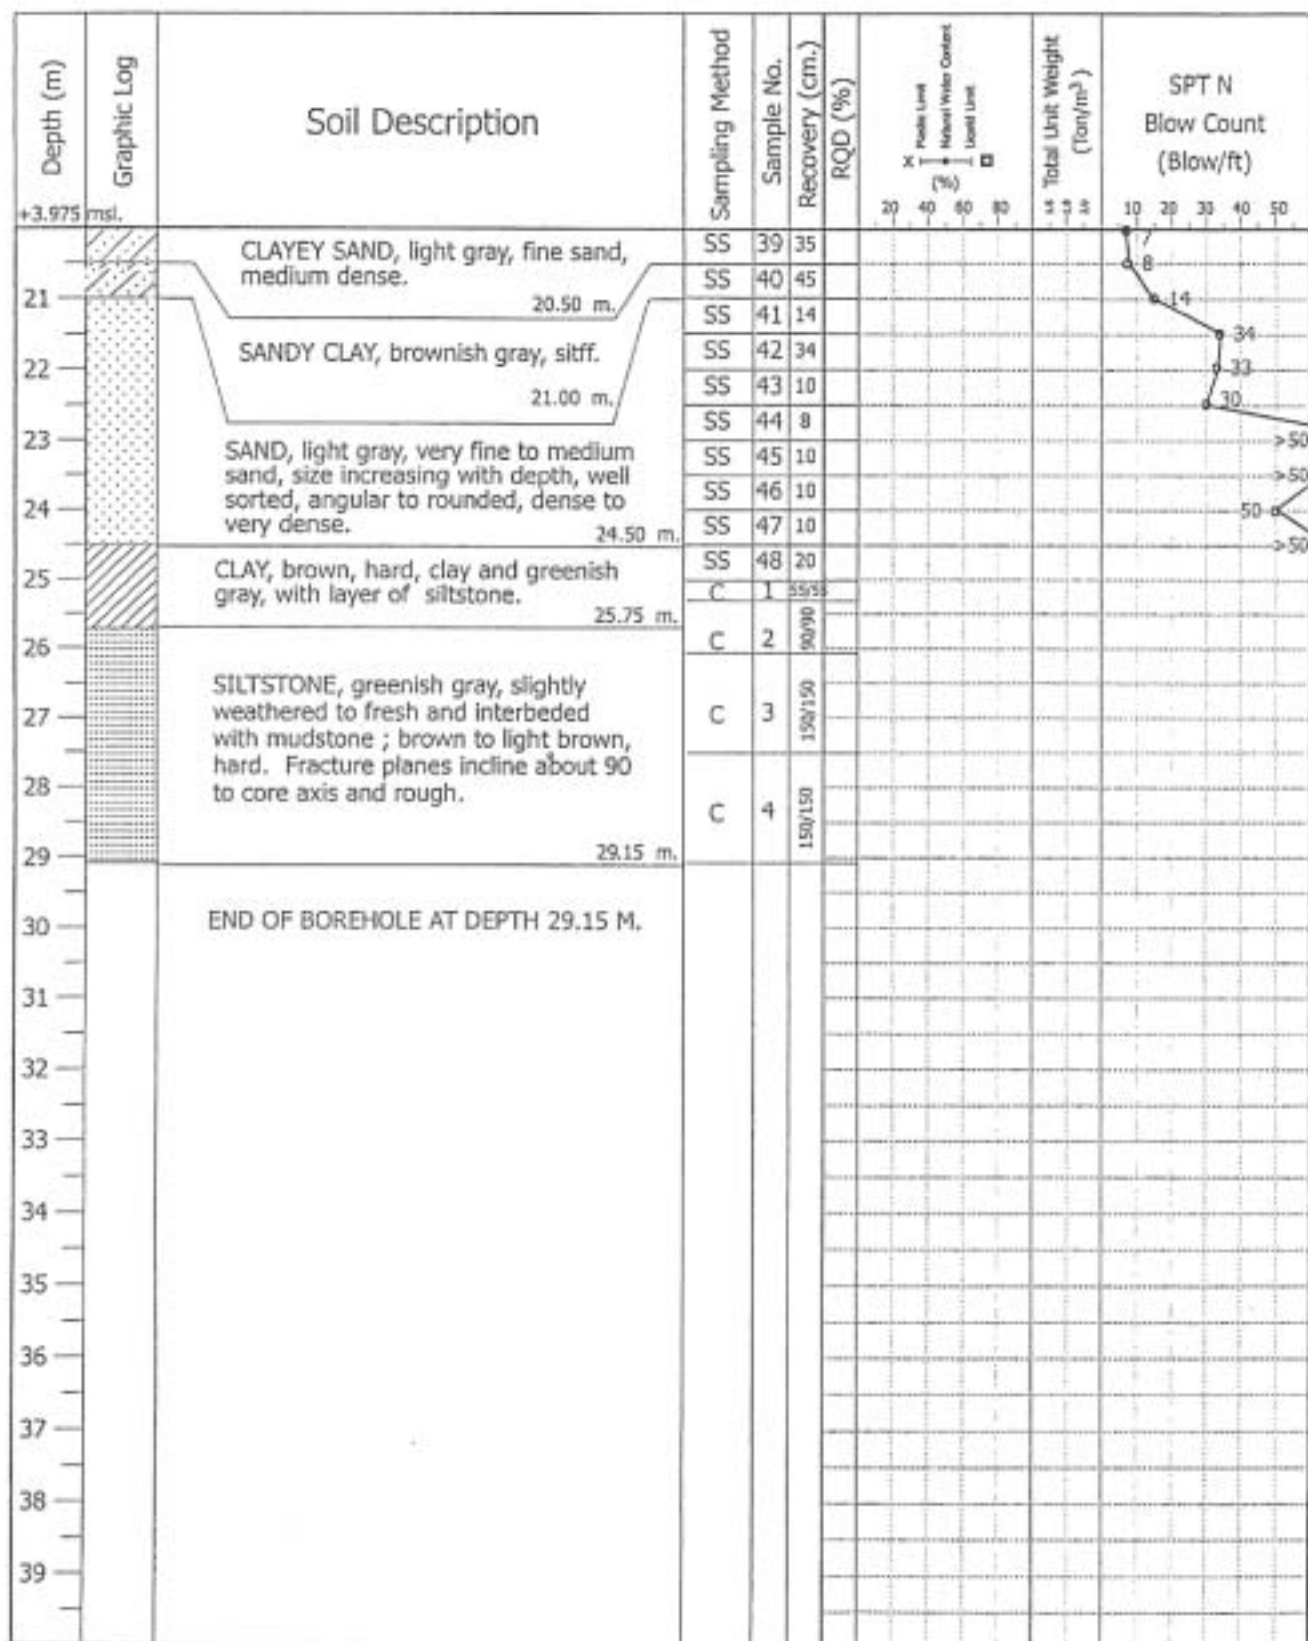 Depth (m)
+3.975 msl.
Graphic Log
Soil Description
Sampling Method
Sample No.
Recovery (cm.)
RQD (%)
Plastic Limit
Natural Water Content
Liquid Limit
(%)
20 40 60 80
Total Unit Weight
(Ton/m³)
SPT N
Blow Count
(Blow/ft)
10 20 30 40 50
CLAYEY SAND, light gray, fine sand,
medium dense.
20.50 m.
SANDY CLAY, brownish gray, sitff.
21.00 m.
SAND, light gray, very fine to medium
sand, size increasing with depth, well
sorted, angular to rounded, dense to
very dense.
24.50 m.
CLAY, brown, hard, clay and greenish
gray, with layer of siltstone.
25.75 m.
SILTSTONE, greenish gray, slightly
weathered to fresh and interbeded
with mudstone ; brown to light brown,
hard. Fracture planes incline about 90
to core axis and rough.
29.15 m.
END OF BOREHOLE AT DEPTH 29.15 M.
SS 39 35
SS 40 45
SS 41 14
SS 42 34
SS 43 10
SS 44 8
SS 45 10
SS 46 10
SS 47 10
SS 48 20
C 1 55/55
C 2 90/90
C 3 150/150
C 4 150/150
7
8
14
34
33
30
>50
>50
50
>50
21
22
23
24
25
26
27
28
29
30
31
32
33
34
35
36
37
38
39